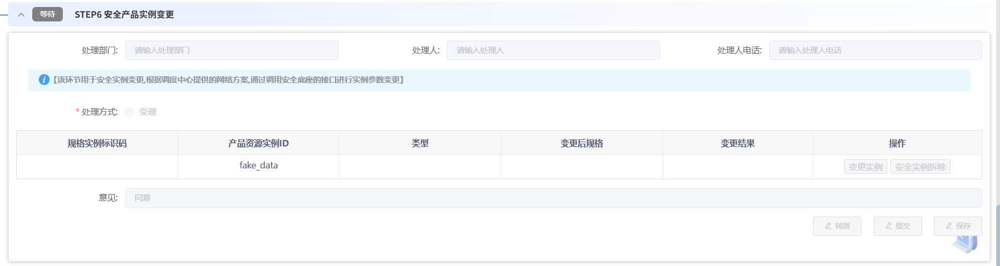 等待 STEP6 安全产品实例变更
处理部门: 请输入处理部门 处理人: 请输入处理人 处理人电话: 请输入处理人电话
【该环节用于安全实例变更,根据调度中心提供的网络方案,通过调用安全底座的接口进行实例参数变更】
* 处理方式: 受理
规格实例标识码 产品资源实例ID 类型 变更后规格 变更结果 操作
fake_data 变更实例 安全实例拆除
意见: 同意
转派 提交 保存